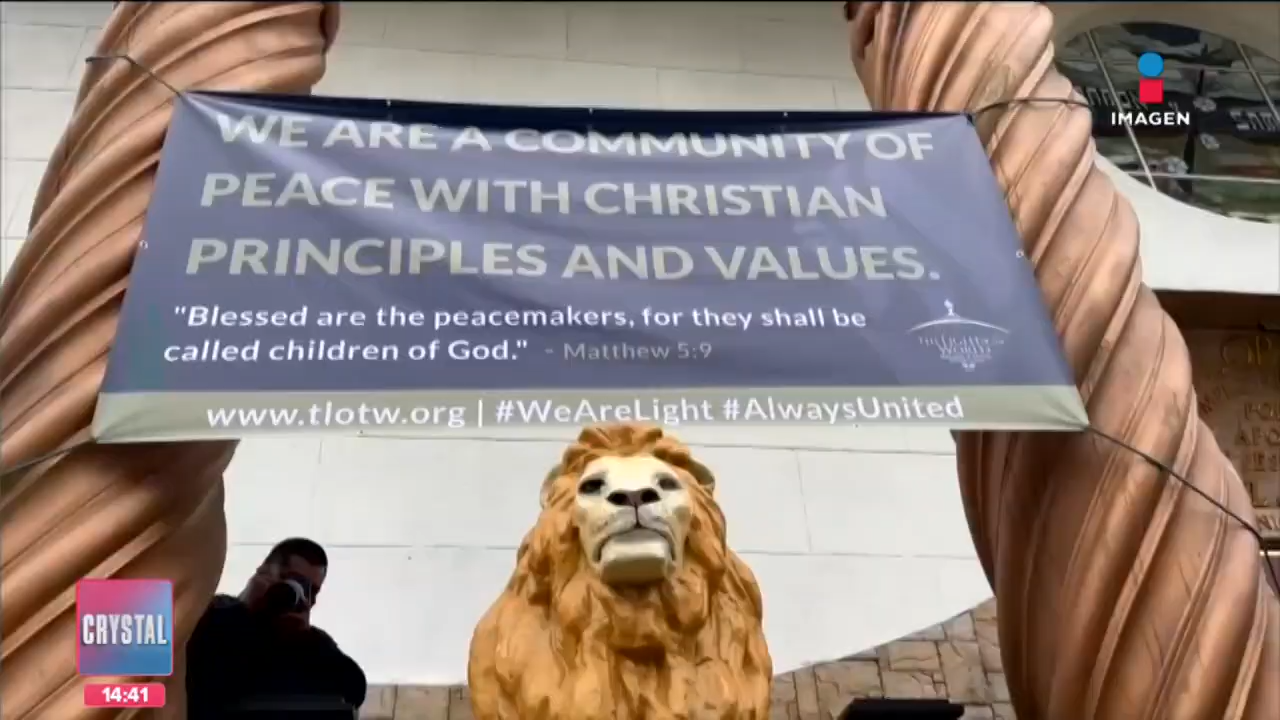 IMAGEN
WE ARE A COMMUNITY OF
PEACE WITH CHRISTIAN
PRINCIPLES AND VALUES.
"Blessed are the peacemakers, for they shall be
called children of God." - Matthew 5:9
www.tlotw.org | #WeAreLight #AlwaysUnited
CRYSTAL
14:41